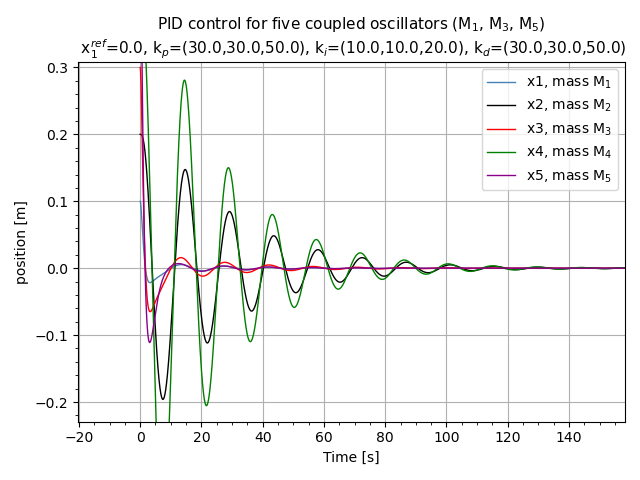 PID control for five coupled oscillators (M₁, M₃, M₅)
x₁ʳᵉᶠ=0.0, kₚ=(30.0,30.0,50.0), kᵢ=(10.0,10.0,20.0), k_d=(30.0,30.0,50.0)
0.3
0.2
0.1
0.0
−0.1
−0.2
position [m]
x1, mass M₁
x2, mass M₂
x3, mass M₃
x4, mass M₄
x5, mass M₅
−20 0 20 40 60 80 100 120 140
Time [s]